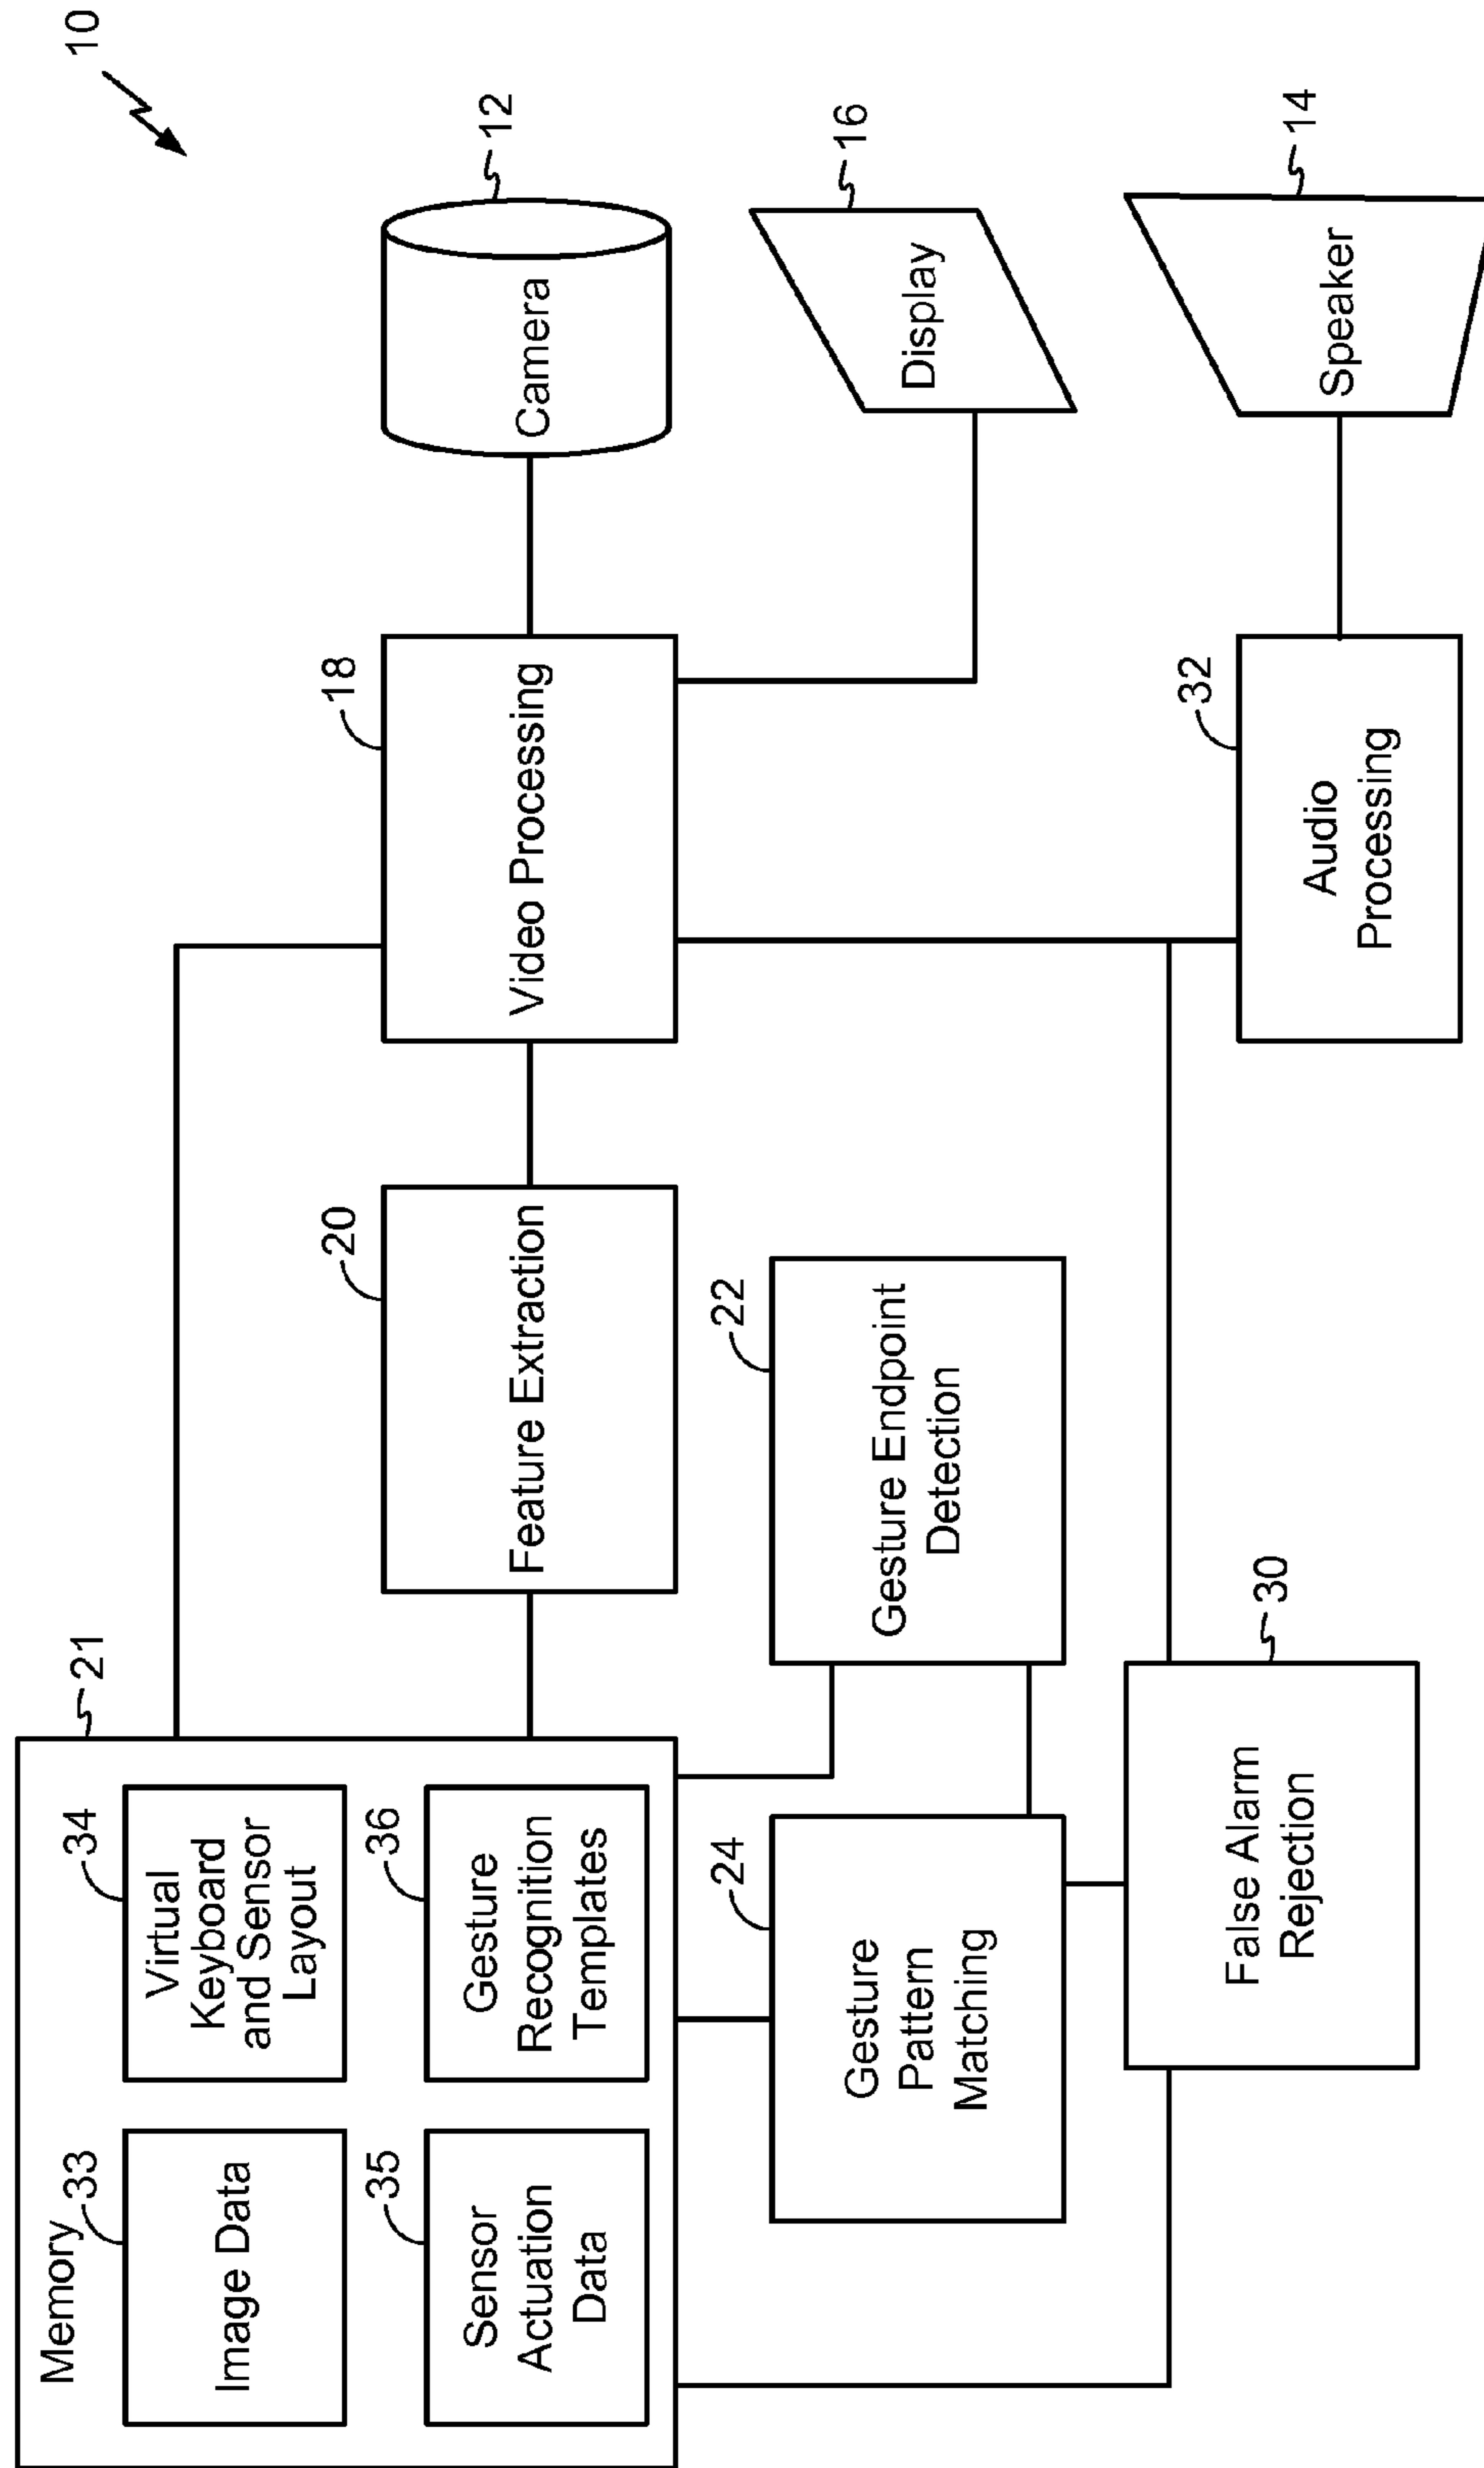 10
Memory
21
33
Image Data
34
Virtual
Keyboard
and Sensor
Layout
35
Sensor
Actuation
Data
36
Gesture
Recognition
Templates
20
Feature Extraction
18
Video Processing
12
Camera
24
Gesture
Pattern
Matching
22
Gesture Endpoint
Detection
16
Display
30
False Alarm
Rejection
32
Audio
Processing
14
Speaker